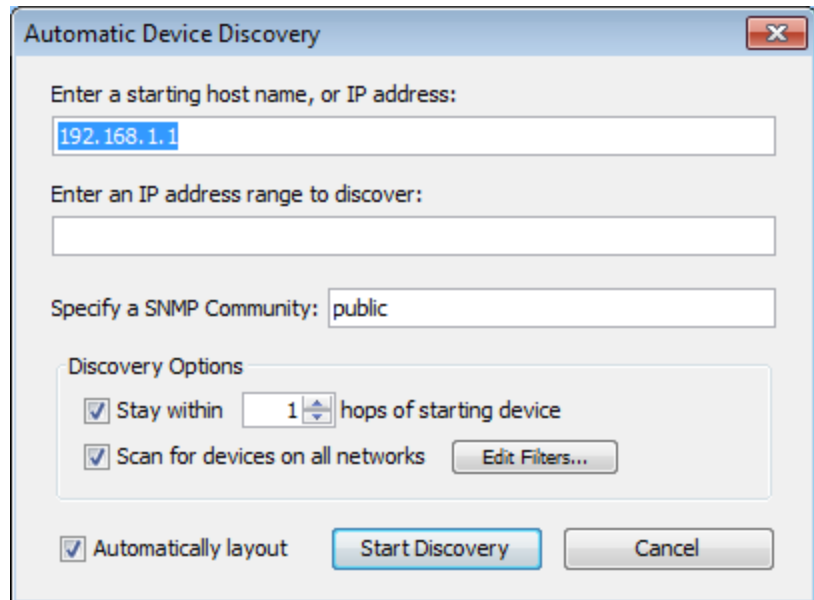 Automatic Device Discovery
Enter a starting host name, or IP address:
192.168.1.1
Enter an IP address range to discover:
Specify a SNMP Community: public
Discovery Options
Stay within 1 hops of starting device
Scan for devices on all networks Edit Filters...
Automatically layout Start Discovery Cancel